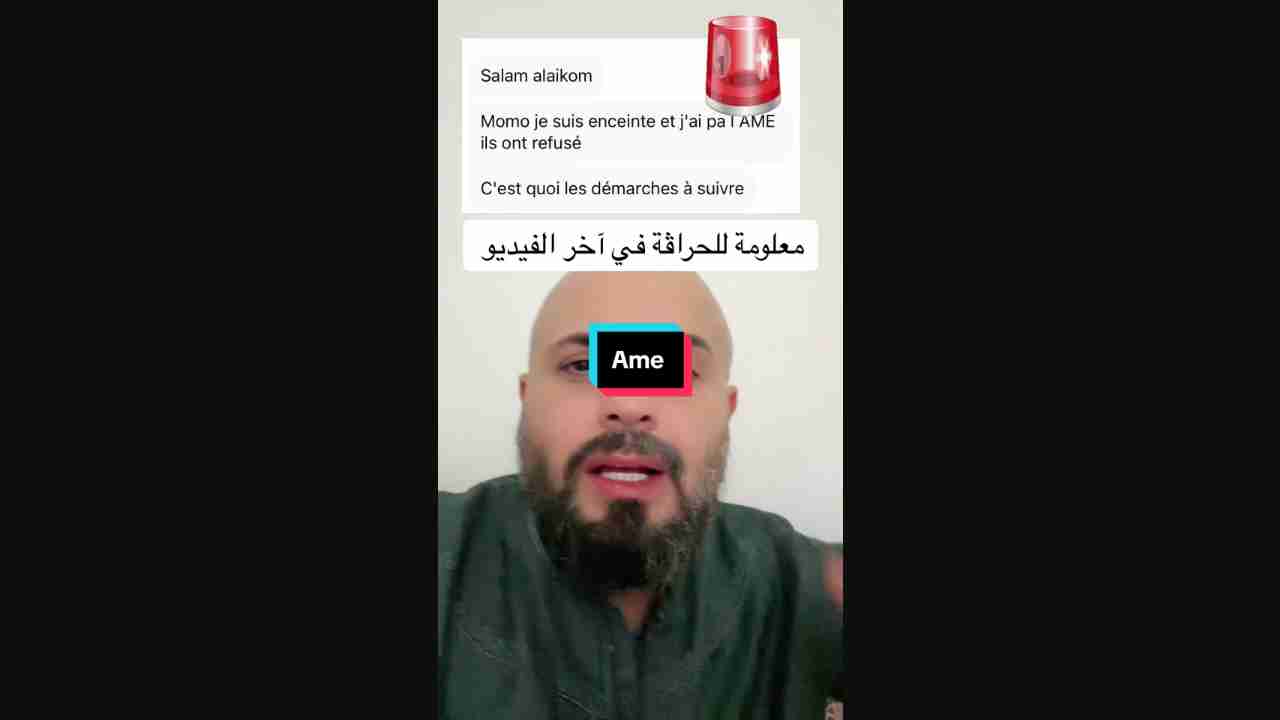 Salam alaikom
Momo je suis enceinte et j'ai pa l AME
ils ont refusé
C'est quoi les démarches à suivre
معلومة للحراڤة في آخر الفيديو
Ame